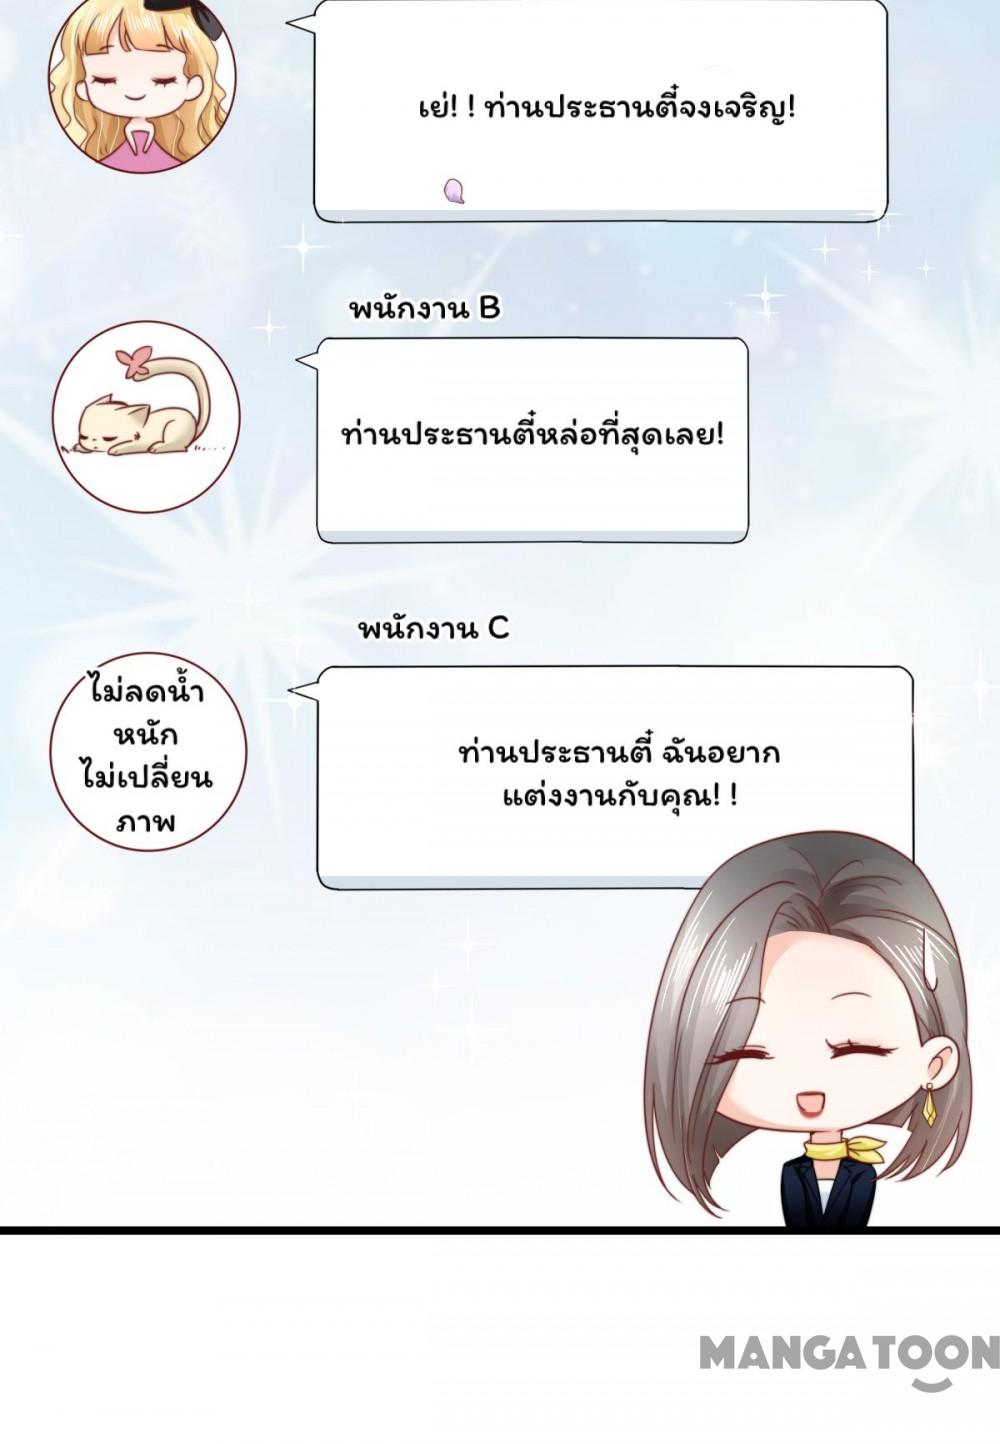 เย่! ! ท่านประธานตี๋จงเจริญ!
พนักงาน B
ท่านประธานตี๋หล่อที่สุดเลย!
พนักงาน C
ไม่ลดน้ำ
หนัก
ไม่เปลี่ยน
ภาพ
ท่านประธานตี๋ ฉันอยาก
แต่งงานกับคุณ! !
MANGATOON